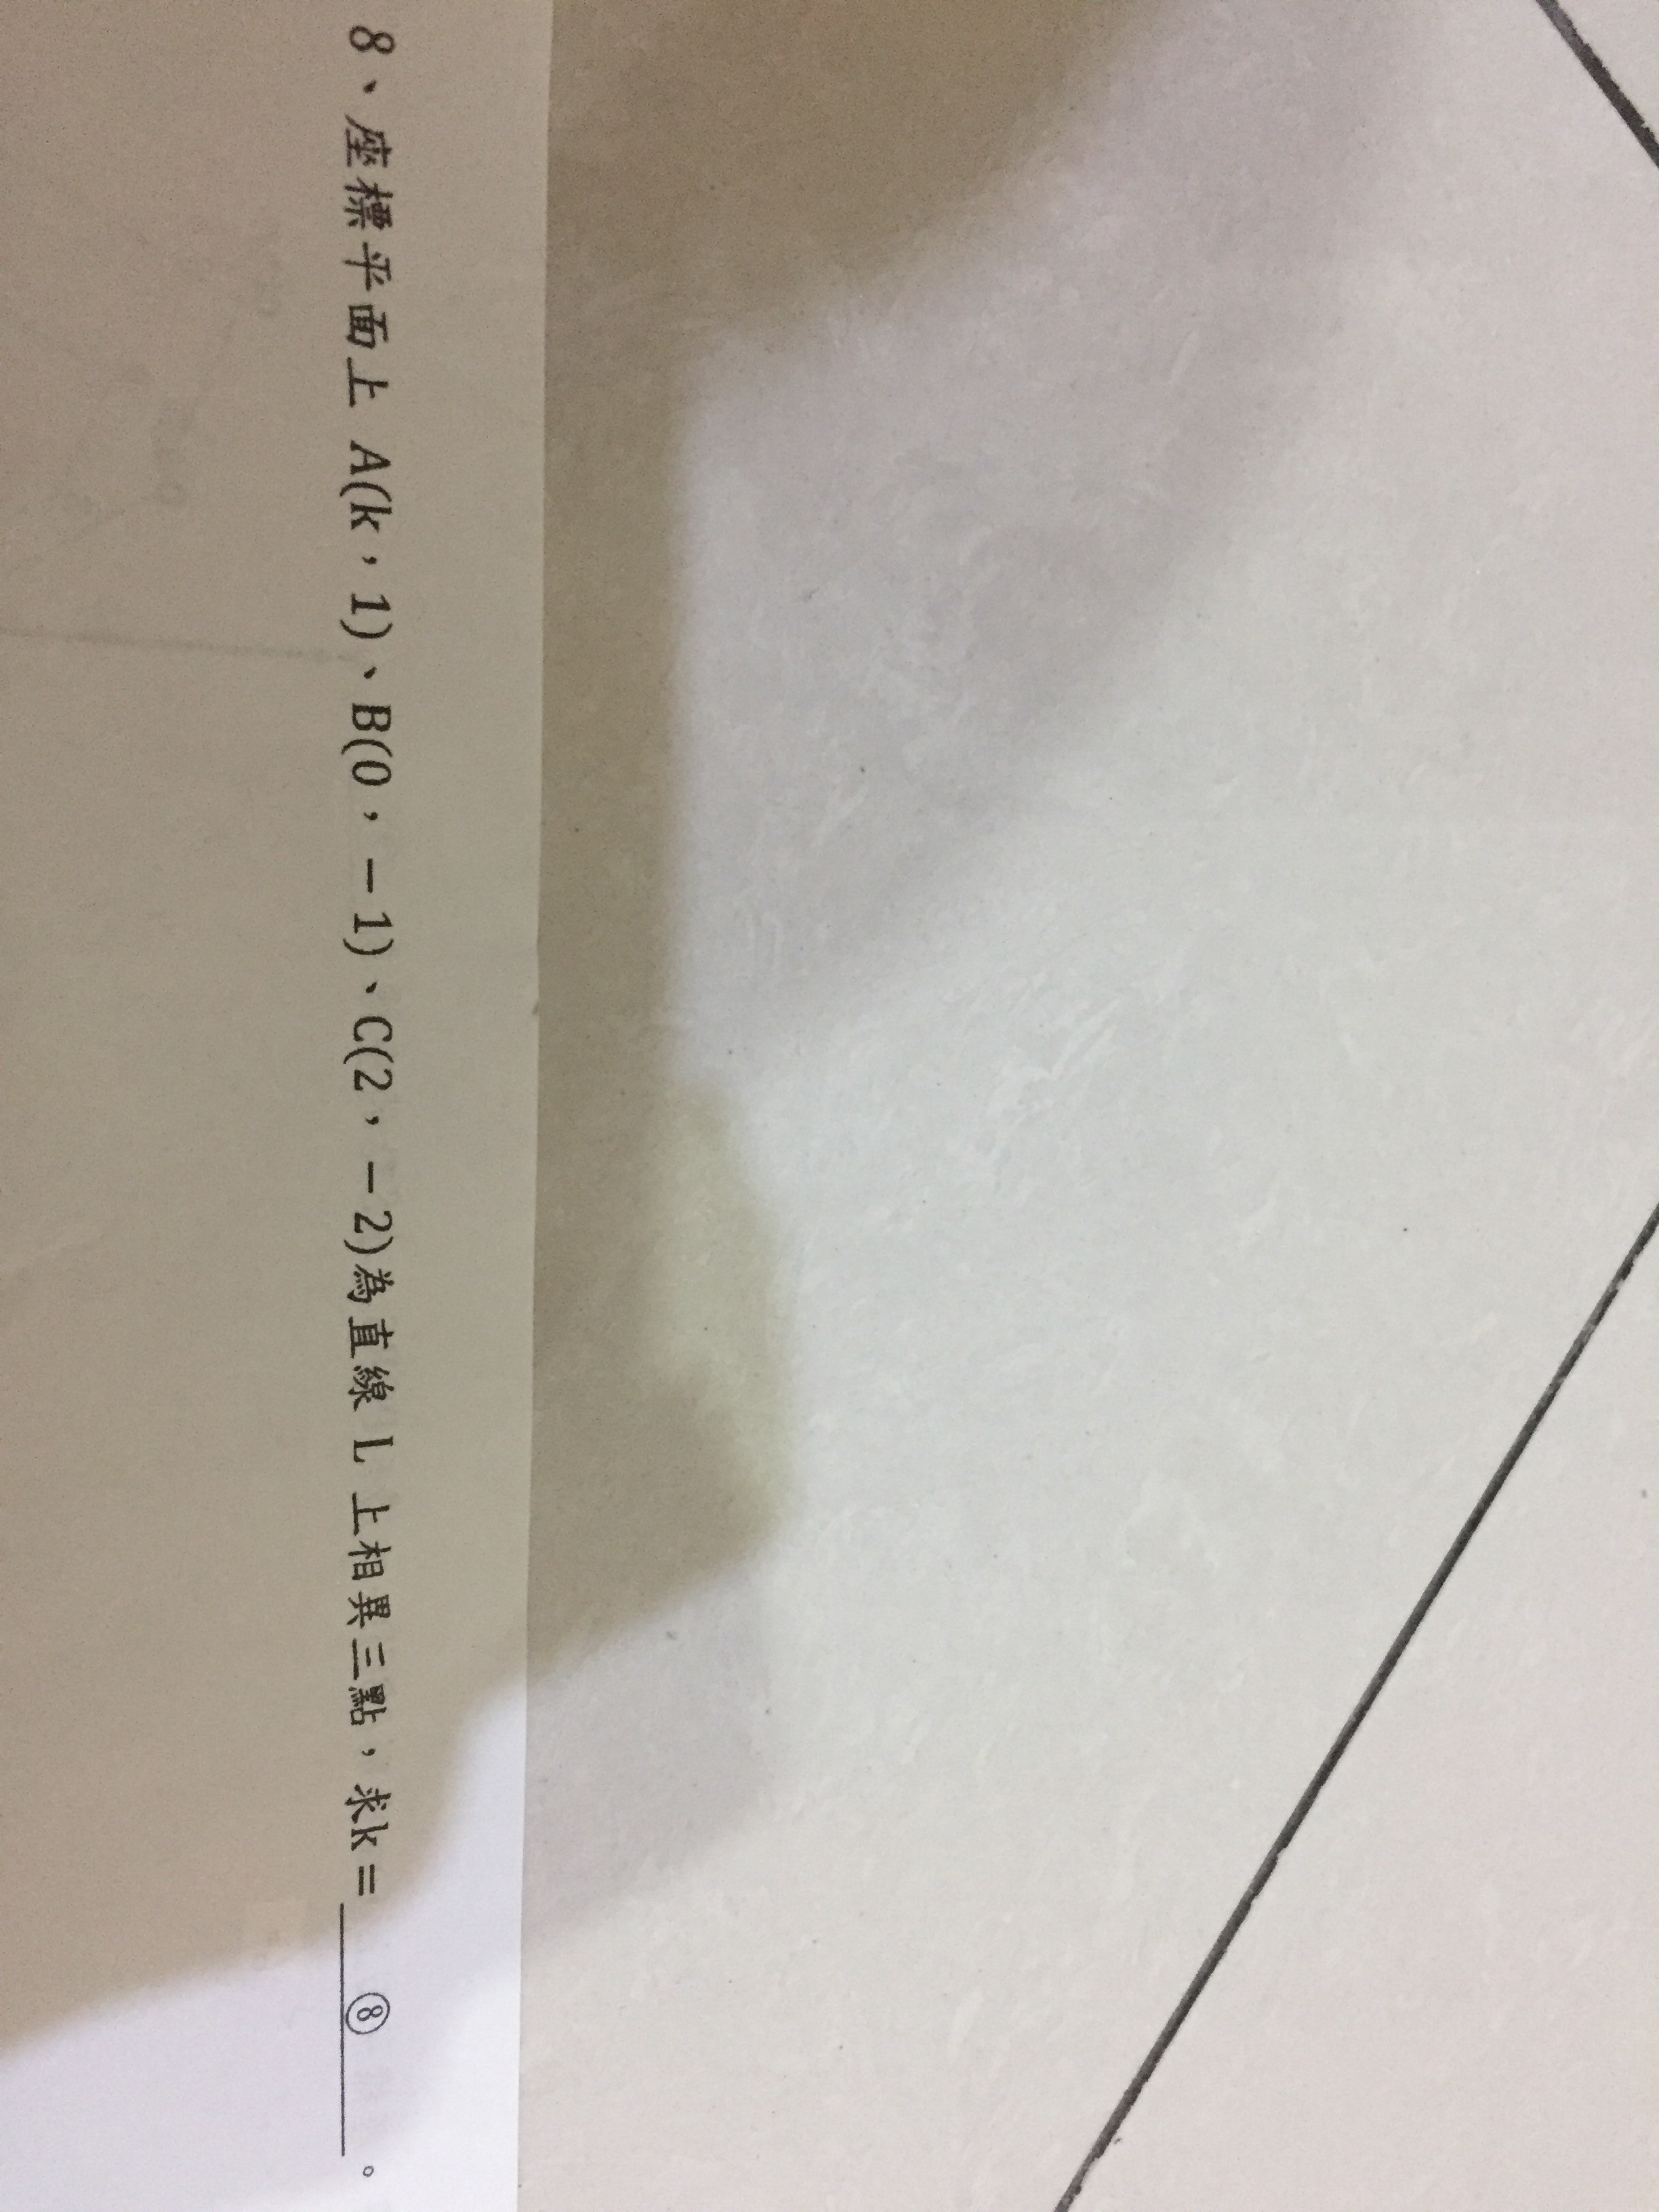 8、座標平面上 A(k，1)、B(0，−1)、C(2，−2)為直線 L 上相異三點，求k＝ ⑧ 。